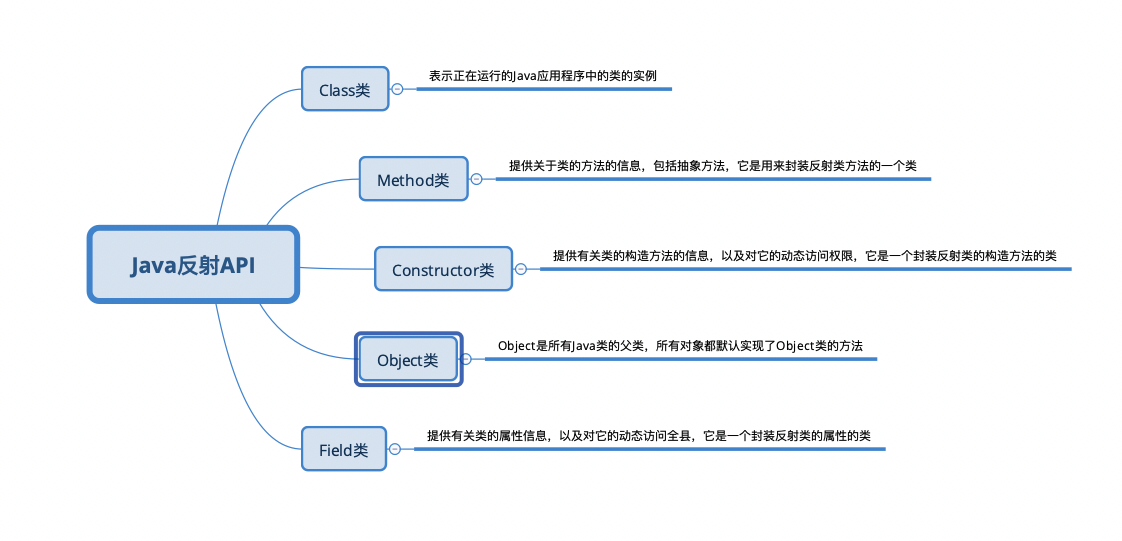 Class类
表示正在运行的Java应用程序中的类的实例
Method类
提供关于类的方法的信息，包括抽象方法，它是用来封装反射类方法的一个类
Java反射API
Constructor类
提供有关类的构造方法的信息，以及对它的动态访问权限，它是一个封装反射类的构造方法的类
Object类
Object是所有Java类的父类，所有对象都默认实现了Object类的方法
Field类
提供有关类的属性信息，以及对它的动态访问全县，它是一个封装反射类的属性的类